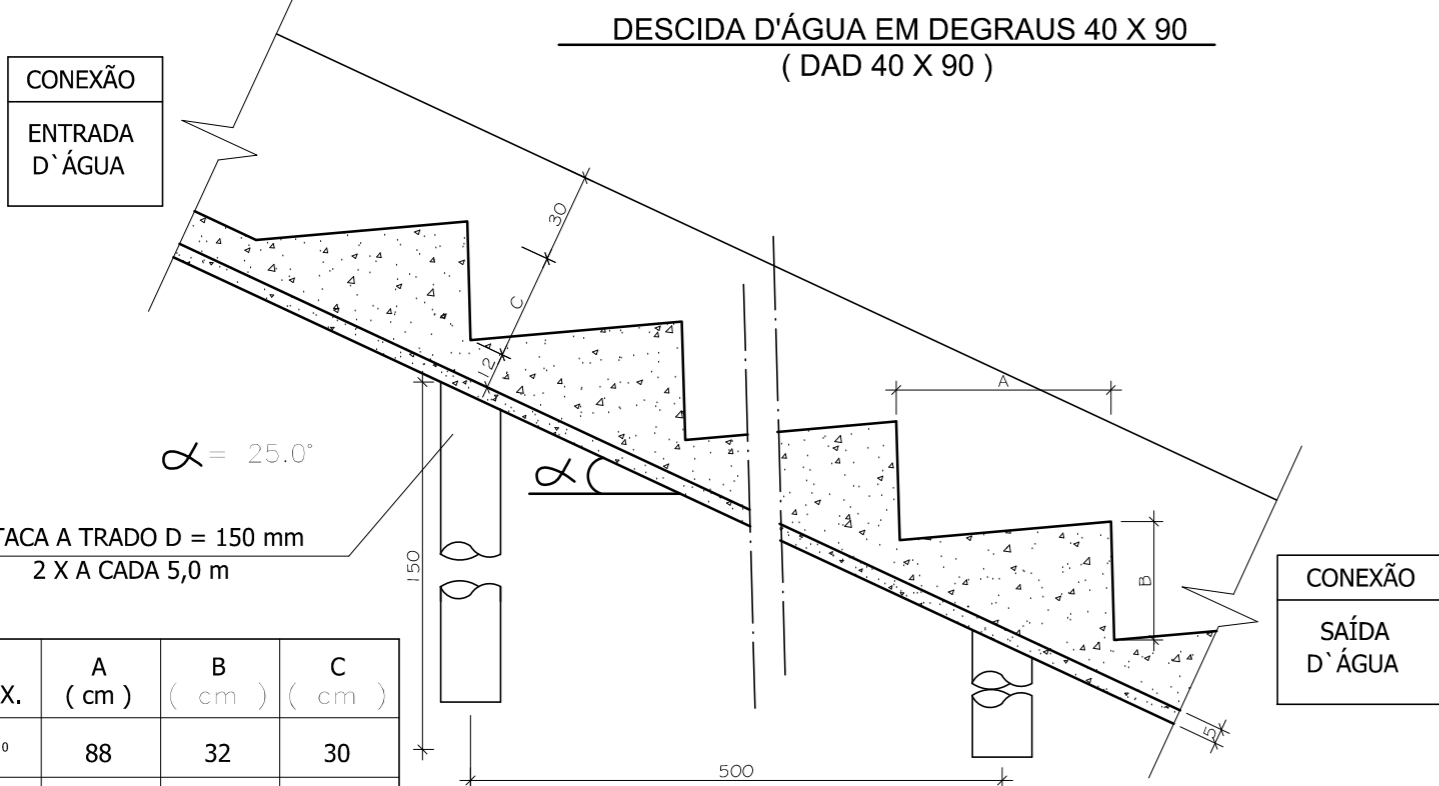 DESCIDA D'ÁGUA EM DEGRAUS 40 X 90
( DAD 40 X 90 )
CONEXÃO
ENTRADA
D`ÁGUA
30
C
12
A
α = 25.0°
α
TACA A TRADO D = 150 mm
2 X A CADA 5,0 m
150
B
CONEXÃO
SAÍDA
D`ÁGUA
X. A B C
( cm ) ( cm ) ( cm )
0 88 32 30
5
500